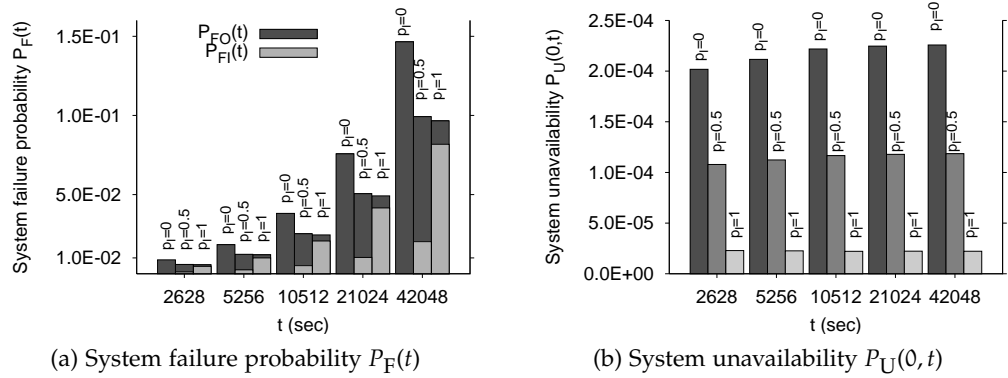 System failure probability P_F(t)
1.5E-01
1.0E-01
5.0E-02
1.0E-02
P_FO(t)
P_FI(t)
p_I=0
p_I=0.5
p_I=1
p_I=0
p_I=0.5
p_I=1
p_I=0
p_I=0.5
p_I=1
p_I=0
p_I=0.5
p_I=1
p_I=0
p_I=0.5
p_I=1
2628 5256 10512 21024 42048
t (sec)
(a) System failure probability P_F(t)
System unavailability P_U(0,t)
2.5E-04
2.0E-04
1.5E-04
1.0E-04
5.0E-05
0.0E+00
p_I=0
p_I=0.5
p_I=1
p_I=0
p_I=0.5
p_I=1
p_I=0
p_I=0.5
p_I=1
p_I=0
p_I=0.5
p_I=1
p_I=0
p_I=0.5
p_I=1
2628 5256 10512 21024 42048
t (sec)
(b) System unavailability P_U(0, t)